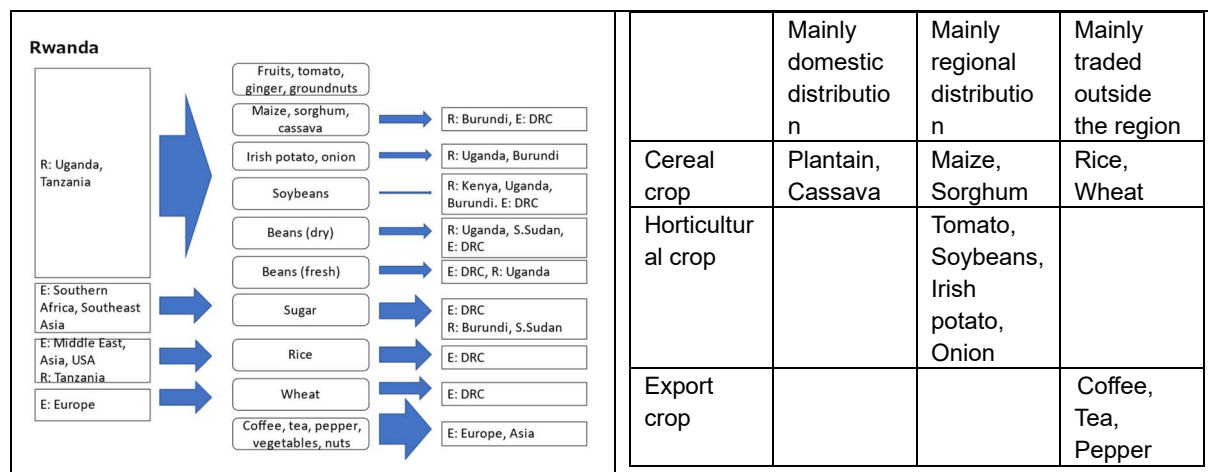 Rwanda
R: Uganda,
Tanzania
E: Southern
Africa, Southeast
Asia
E: Middle East,
Asia, USA
R: Tanzania
E: Europe
Fruits, tomato,
ginger, groundnuts
Maize, sorghum,
cassava
Irish potato, onion
Soybeans
Beans (dry)
Beans (fresh)
Sugar
Rice
Wheat
Coffee, tea, pepper,
vegetables, nuts
R: Burundi, E: DRC
R: Uganda, Burundi
R: Kenya, Uganda,
Burundi. E: DRC
R: Uganda, S.Sudan,
E: DRC
E: DRC, R: Uganda
E: DRC
R: Burundi, S.Sudan
E: DRC
E: DRC
E: Europe, Asia
Mainly
domestic
distributio
n
Mainly
regional
distributio
n
Mainly
traded
outside
the region
Cereal
crop
Plantain,
Cassava
Maize,
Sorghum
Rice,
Wheat
Horticultur
al crop
Tomato,
Soybeans,
Irish
potato,
Onion
Export
crop
Coffee,
Tea,
Pepper